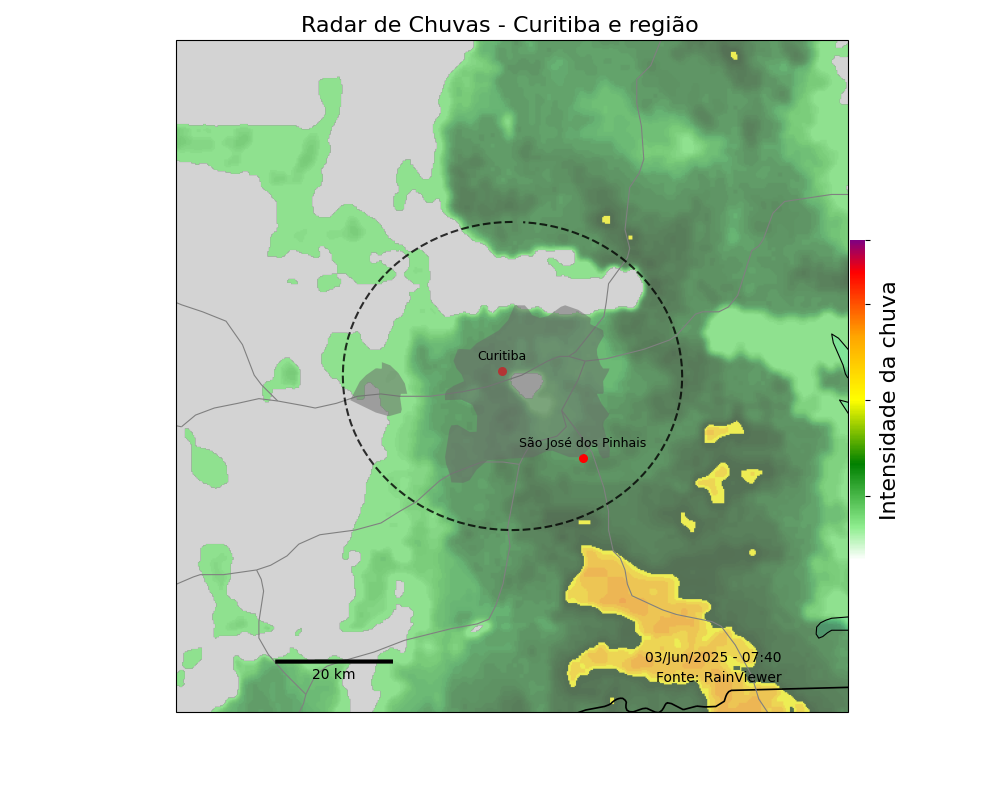 Radar de Chuvas - Curitiba e região
Curitiba
São José dos Pinhais
Intensidade da chuva
03/Jun/2025 - 07:40
Fonte: RainViewer
20 km